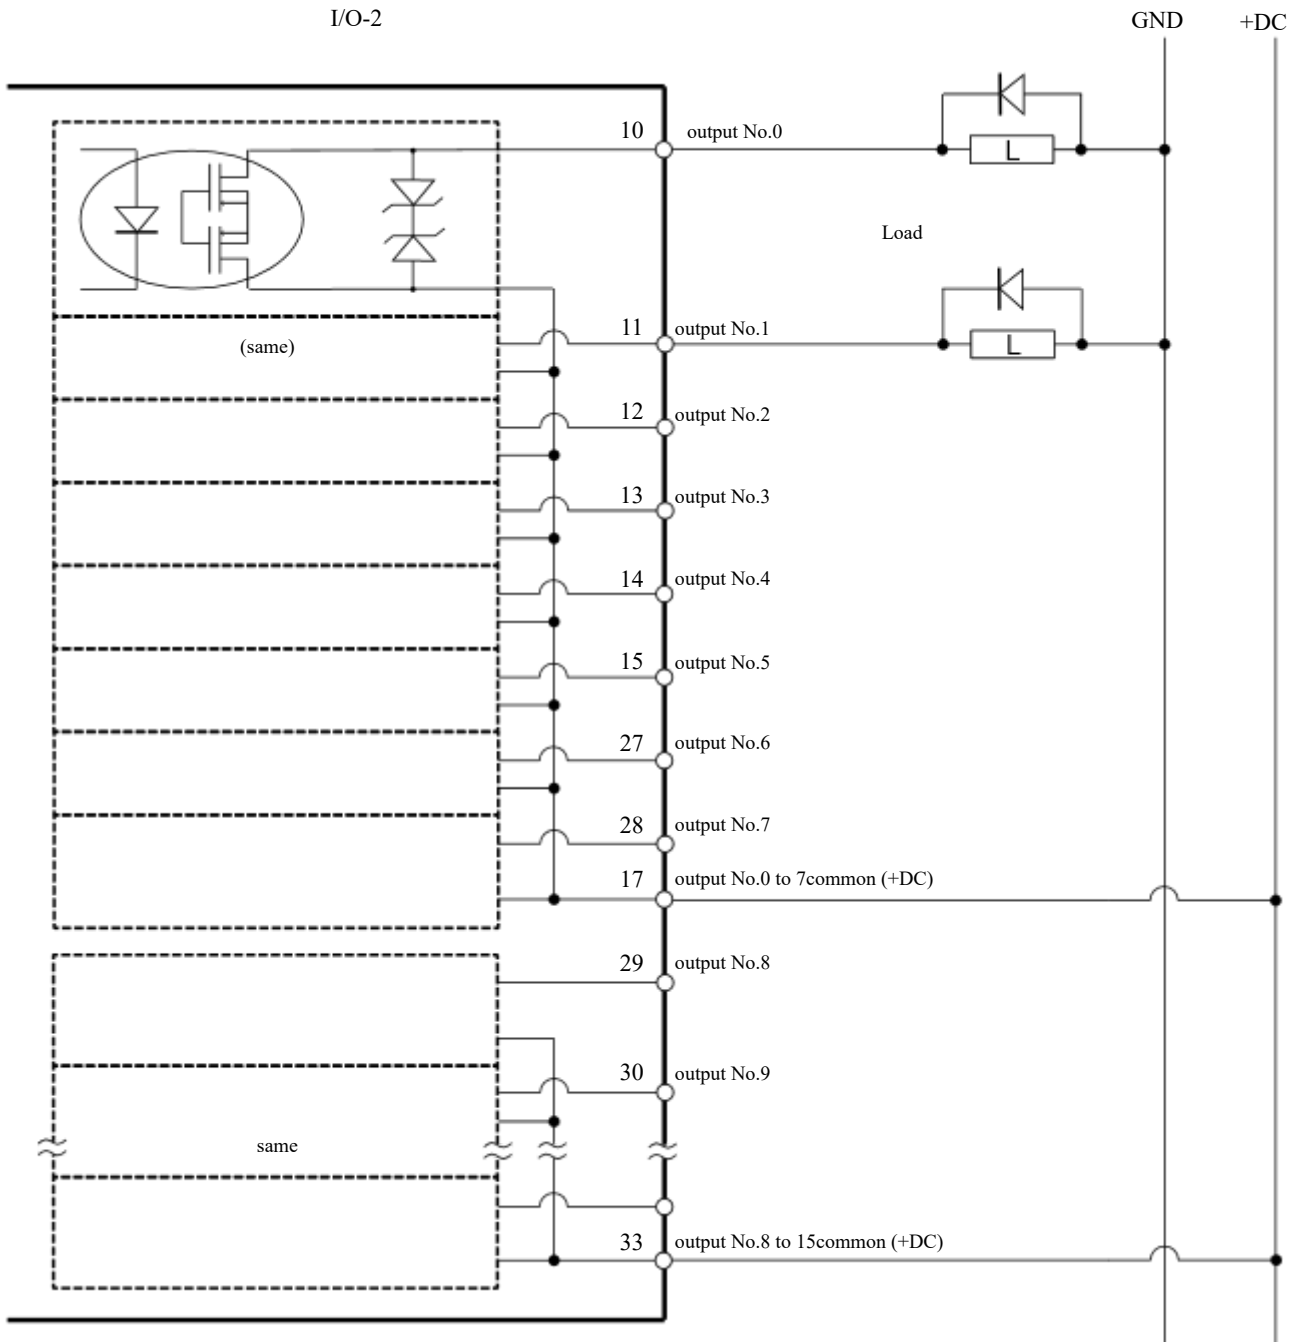 I/O-2
GND
+DC
10
output No.0
L
Load
11
output No.1
L
(same)
12
output No.2
13
output No.3
14
output No.4
15
output No.5
27
output No.6
28
output No.7
17
output No.0 to 7common (+DC)
29
output No.8
30
output No.9
same
33
output No.8 to 15common (+DC)